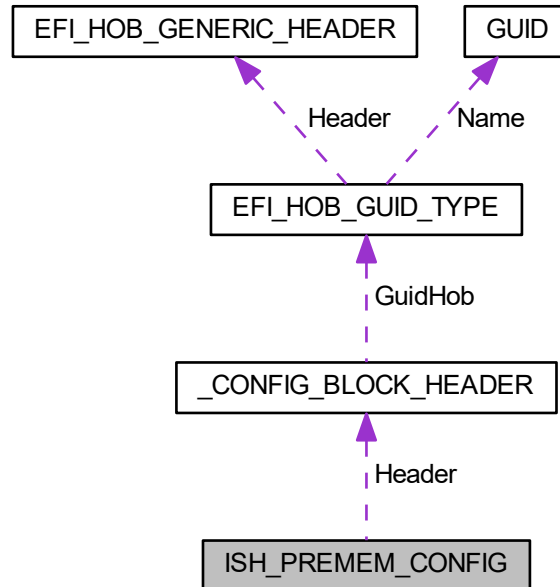 EFI_HOB_GENERIC_HEADER
GUID
Header
Name
EFI_HOB_GUID_TYPE
GuidHob
_CONFIG_BLOCK_HEADER
Header
ISH_PREMEM_CONFIG